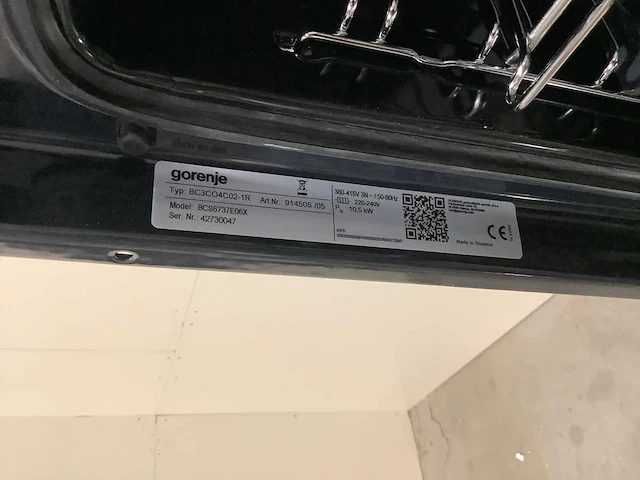 gorenje
Typ: BC3CO4C02-1R Art.Nr.: 914505 /05
Model: BCS6737E06X
Ser. Nr.: 42730047
380-415V 3N~ / 50-60Hz
220-240V
PN 10,5 kW
Made in Slovenia
CE